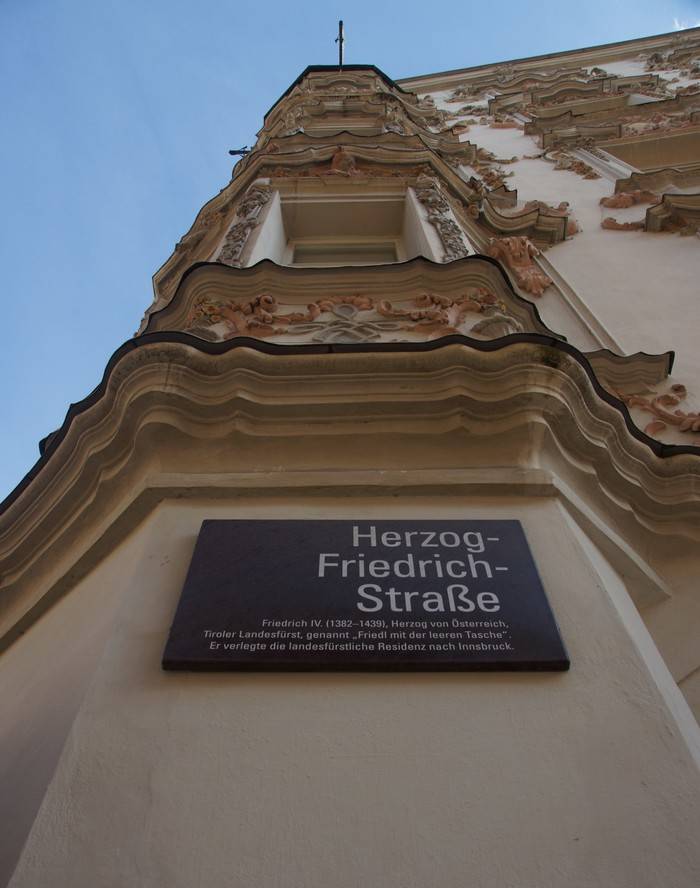 Herzog-
Friedrich-
Straße
Friedrich IV. (1382–1439), Herzog von Österreich,
Tiroler Landesfürst, genannt „Friedl mit der leeren Tasche“.
Er verlegte die landesfürstliche Residenz nach Innsbruck.